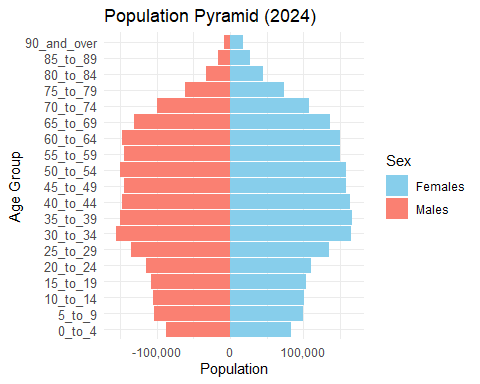 Population Pyramid (2024)
Age Group
90_and_over
85_to_89
80_to_84
75_to_79
70_to_74
65_to_69
60_to_64
55_to_59
50_to_54
45_to_49
40_to_44
35_to_39
30_to_34
25_to_29
20_to_24
15_to_19
10_to_14
5_to_9
0_to_4
-100,000 0 100,000
Population
Sex
Females
Males